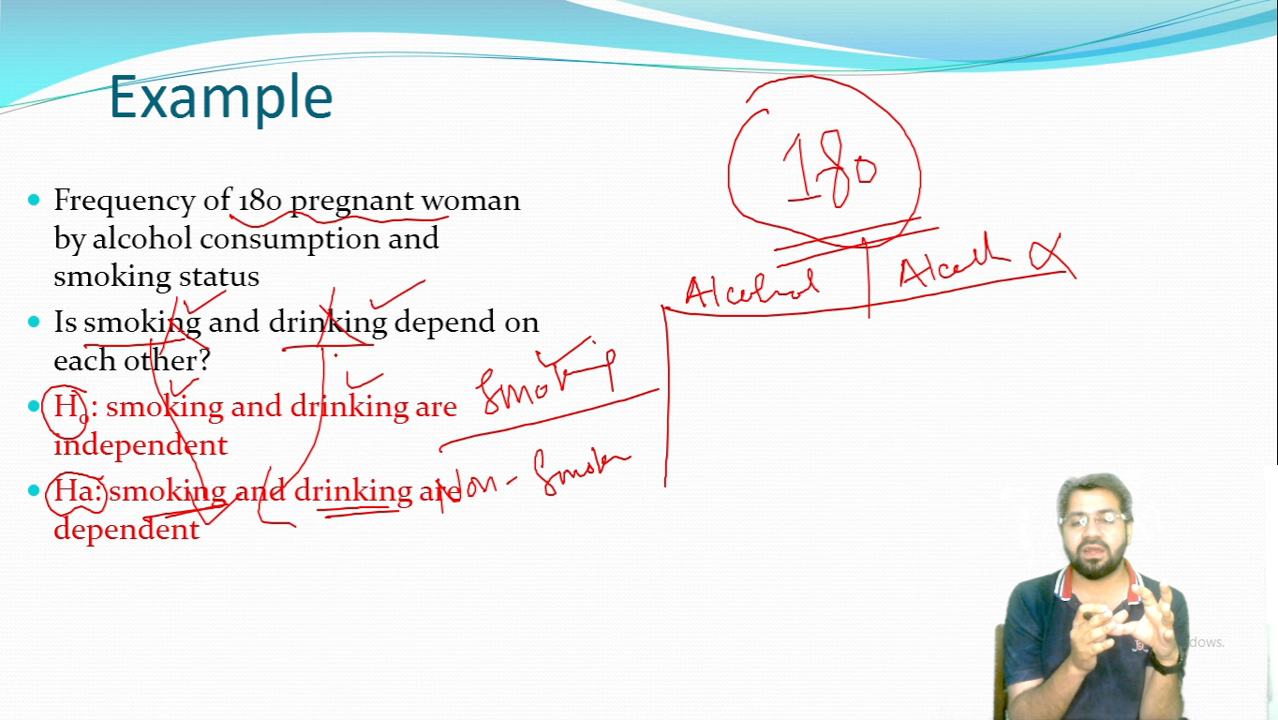 Example
Frequency of 180 pregnant woman
by alcohol consumption and
smoking status
Is smoking and drinking depend on
each other?
H₀: smoking and drinking are
independent
Ha: smoking and drinking are
dependent
180
Alcohol
Smoking
Non-Smoker
dows.